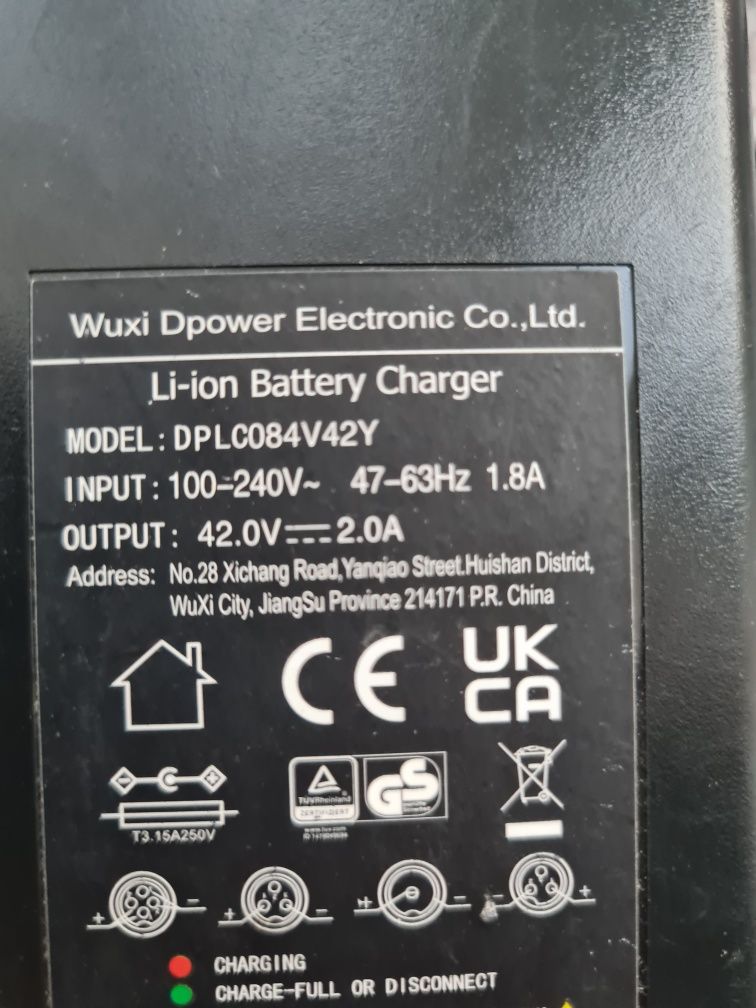 Wuxi Dpower Electronic Co.,Ltd.
Li-ion Battery Charger
MODEL: DPLC084V42Y
INPUT: 100-240V~ 47-63Hz 1.8A
OUTPUT: 42.0V⎓2.0A
Address: No.28 Xichang Road,Yanqiao Street.Huishan District,
WuXi City, JiangSu Province 214171 P.R. China
CE
UK
CA
TÜVRheinland
ZERTIFIZIERT
GS
T3.15A250V
CHARGING
CHARGE-FULL OR DISCONNECT